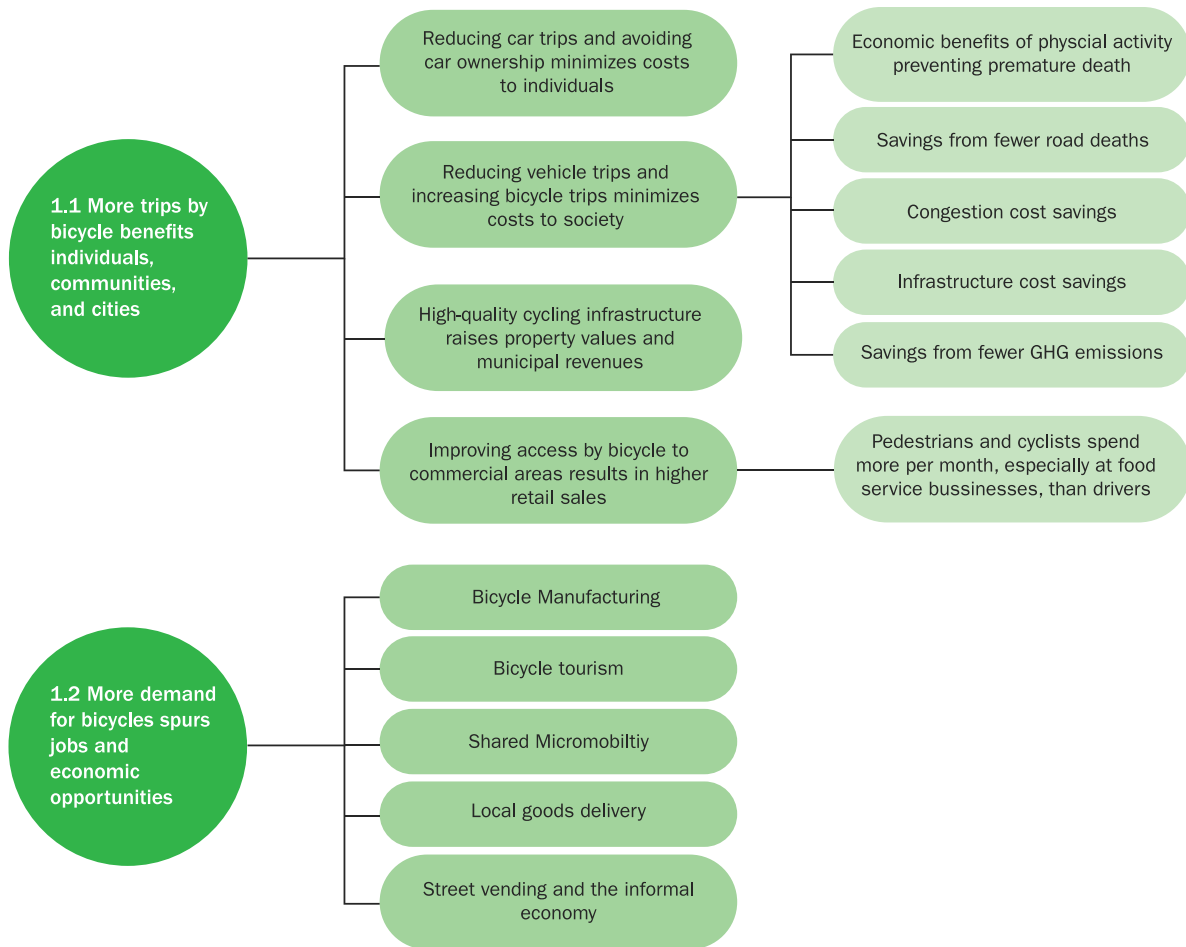 1.1 More trips by
bicycle benefits
individuals,
communities,
and cities
Reducing car trips and avoiding
car ownership minimizes costs
to individuals
Reducing vehicle trips and
increasing bicycle trips minimizes
costs to society
Economic benefits of physcial activity
preventing premature death
Savings from fewer road deaths
Congestion cost savings
Infrastructure cost savings
Savings from fewer GHG emissions
High-quality cycling infrastructure
raises property values and
municipal revenues
Improving access by bicycle to
commercial areas results in higher
retail sales
Pedestrians and cyclists spend
more per month, especially at food
service bussinesses, than drivers
1.2 More demand
for bicycles spurs
jobs and
economic
opportunities
Bicycle Manufacturing
Bicycle tourism
Shared Micromobiltiy
Local goods delivery
Street vending and the informal
economy